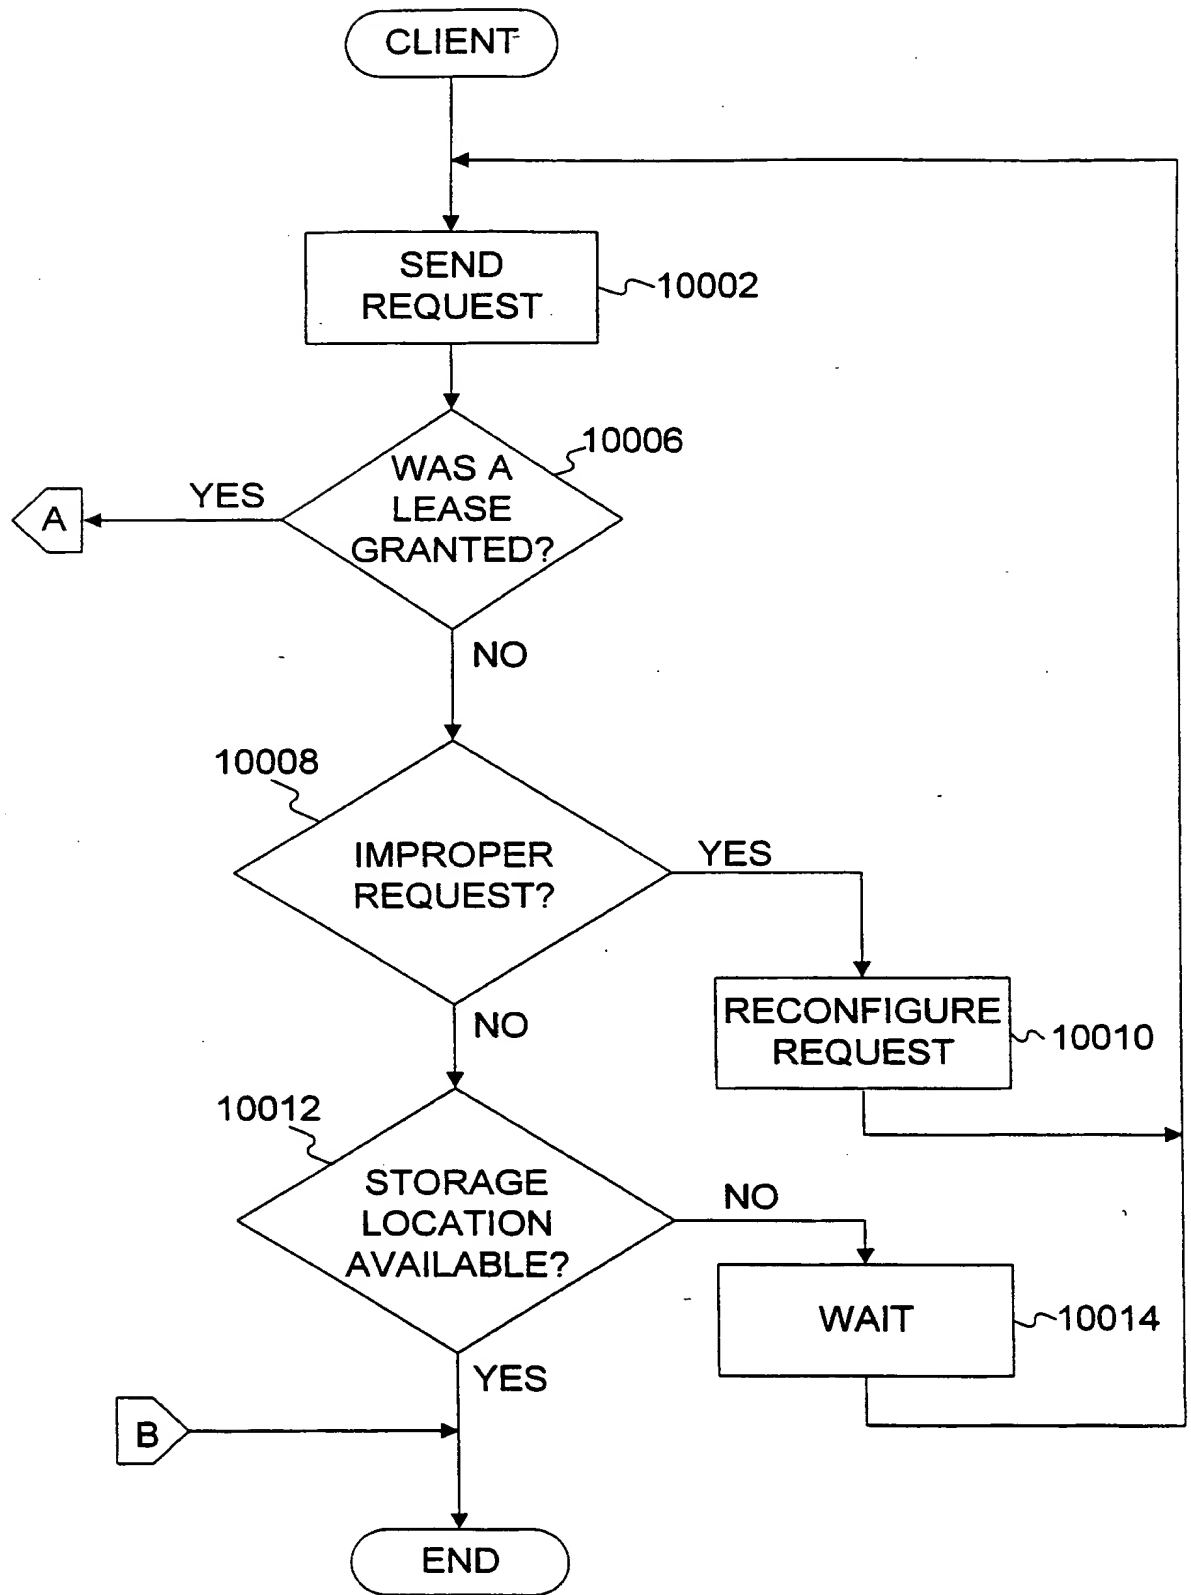 CLIENT
SEND
REQUEST
10002
10006
WAS A
LEASE
GRANTED?
YES
A
NO
10008
IMPROPER
REQUEST?
YES
NO
RECONFIGURE
REQUEST
10010
10012
STORAGE
LOCATION
AVAILABLE?
NO
WAIT
10014
YES
B
END